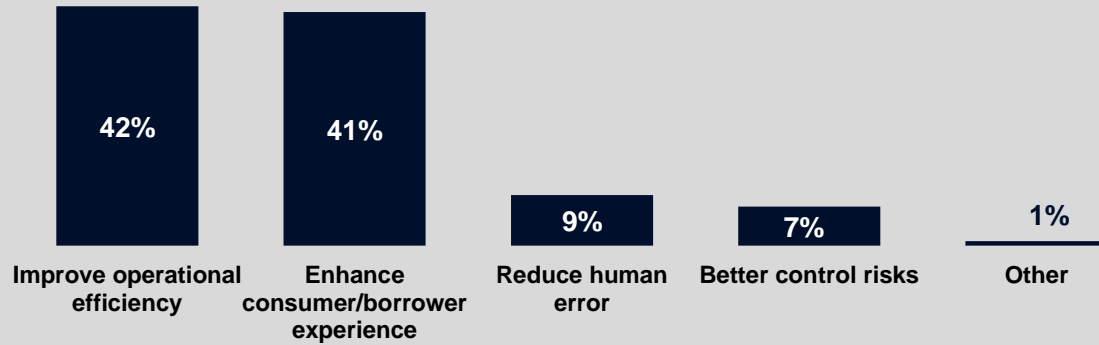 42%
41%
9%
7%
1%
Improve operational
efficiency
Enhance
consumer/borrower
experience
Reduce human
error
Better control risks
Other